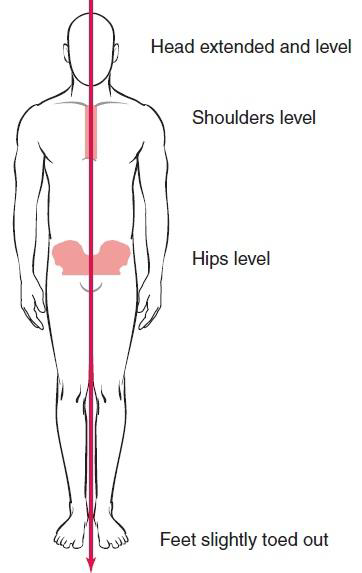 Head extended and level
Shoulders level
Hips level
Feet slightly toed out